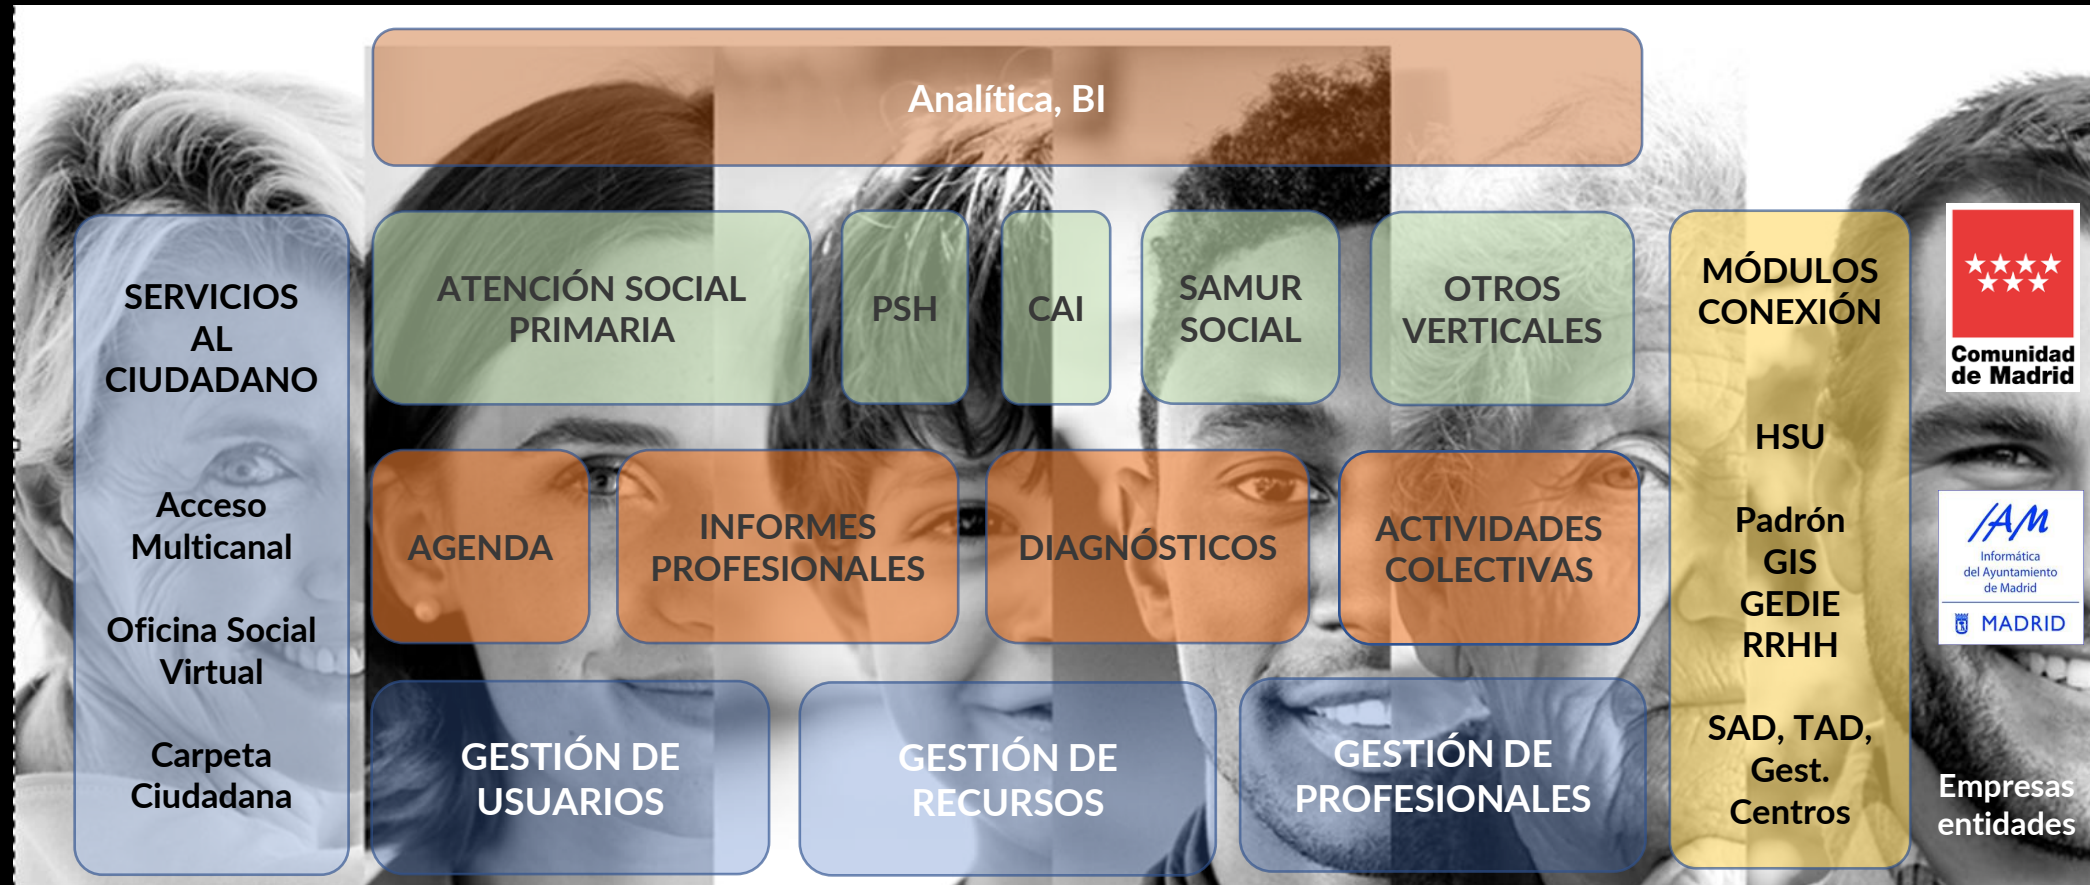 Analítica, BI
SERVICIOS
AL
CIUDADANO
Acceso
Multicanal
Oficina Social
Virtual
Carpeta
Ciudadana
ATENCIÓN SOCIAL
PRIMARIA
PSH
CAI
SAMUR
SOCIAL
OTROS
VERTICALES
AGENDA
INFORMES
PROFESIONALES
DIAGNÓSTICOS
ACTIVIDADES
COLECTIVAS
GESTIÓN DE
USUARIOS
GESTIÓN DE
RECURSOS
GESTIÓN DE
PROFESIONALES
MÓDULOS
CONEXIÓN
HSU
Padrón
GIS
GEDIE
RRHH
SAD, TAD,
Gest.
Centros
Comunidad
de Madrid
IAM
Informática
del Ayuntamiento
de Madrid
MADRID
Empresas
entidades